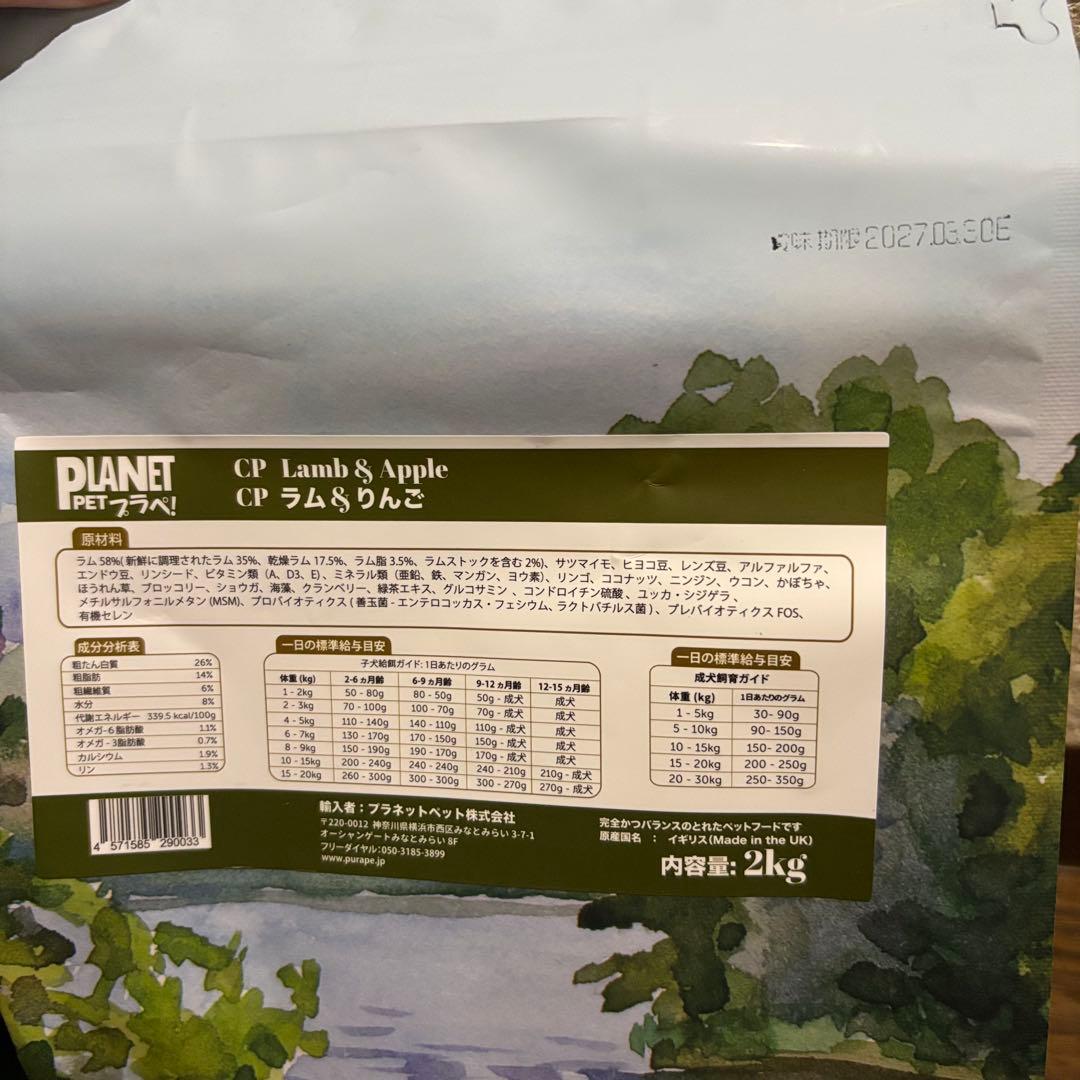 賞味期限2027.03.30E
PLANET
PET プラペ!
CP Lamb & Apple
CP ラム&りんご
原材料
ラム 58%( 新鮮に調理されたラム 35%、乾燥ラム 17.5%、ラム脂 3.5%、ラムストックを含む 2%)、サツマイモ、ヒヨコ豆、レンズ豆、アルファルファ、
エンドウ豆、リンシード、ビタミン類（A、D3、E）、ミネラル類（亜鉛、鉄、マンガン、ヨウ素）、リンゴ、ココナッツ、ニンジン、ウコン、かぼちゃ、
ほうれん草、ブロッコリー、ショウガ、海藻、クランベリー、緑茶エキス、グルコサミン 、コンドロイチン硫酸 、ユッカ・シジゲラ 、
メチルサルフォニルメタン (MSM)、プロバイオティクス ( 善玉菌 - エンテロコッカス・フェシウム、ラクトバチルス菌 ) 、プレバイオティクス FOS、
有機セレン
成分分析表
粗たん白質 26%
粗脂肪 14%
粗繊維質 6%
水分 8%
代謝エネルギー 339.5 kcal/100g
オメガ - 6 脂肪酸 1.1%
オメガ - 3脂肪酸 0.7%
カルシウム 1.9%
リン 1.3%
一日の標準給与目安
子犬給餌ガイド: 1日あたりのグラム
体重 (kg) 2-6 ヵ月齢 6-9 ヵ月齢 9-12 ヵ月齢 12-15 ヵ月齢
1 - 2kg 50 - 80g 80 - 50g 50g - 成犬 成犬
2 - 3kg 70 - 100g 100 - 70g 70g - 成犬 成犬
4 - 5kg 110 - 140g 140 - 110g 110g - 成犬 成犬
6 - 7kg 130 - 170g 170 - 150g 150g - 成犬 成犬
8 - 9kg 150 - 190g 190 - 170g 170g - 成犬 成犬
10 - 15kg 200 - 240g 240 - 240g 240 - 210g 210g - 成犬
15 - 20kg 260 - 300g 300 - 300g 300 - 270g 270g - 成犬
一日の標準給与目安
成犬飼育ガイド
体重 (kg) 1日あたりのグラム
1 - 5kg 30- 90g
5 - 10kg 90- 150g
10 - 15kg 150- 200g
15 - 20kg 200 - 250g
20 - 30kg 250- 350g
4 571585 290033
輸入者：プラネットペット株式会社
〒220-0012 神奈川県横浜市西区みなとみらい 3-7-1
オーシャンゲートみなとみらい 8F
フリーダイヤル：050-3185-3899
www.purape.jp
完全かつバランスのとれたペットフードです
原産国名 ： イギリス(Made in the UK)
内容量: 2kg